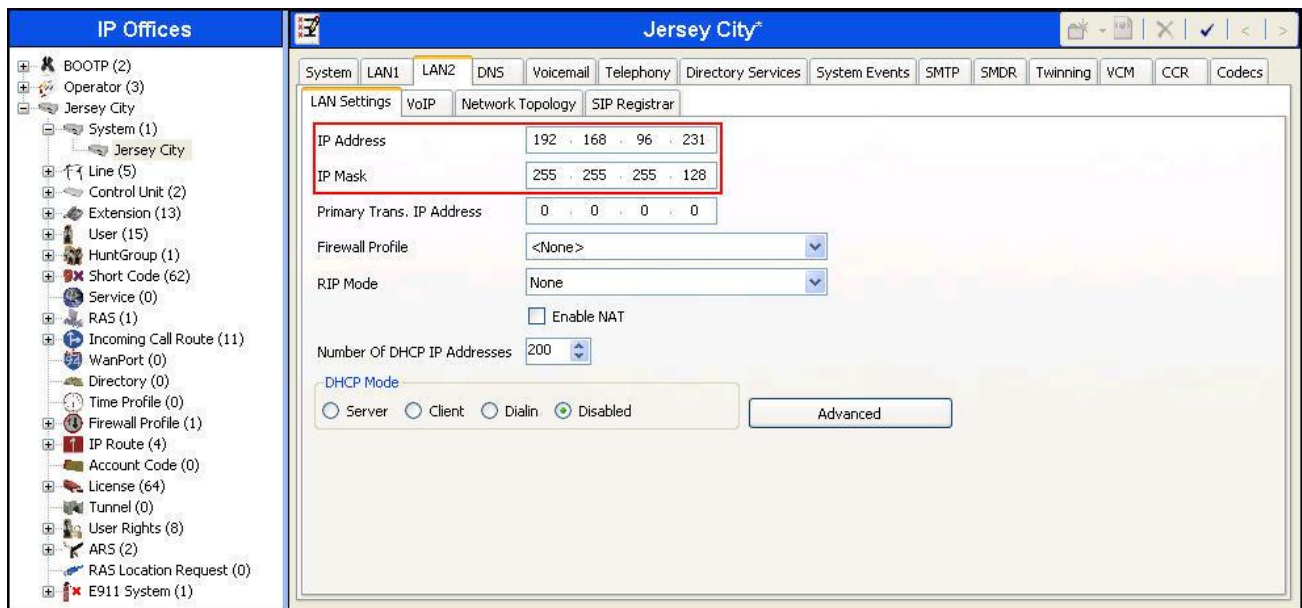 IP Offices
BOOTP (2)
Operator (3)
Jersey City
System (1)
Jersey City
Line (5)
Control Unit (2)
Extension (13)
User (15)
HuntGroup (1)
Short Code (62)
Service (0)
RAS (1)
Incoming Call Route (11)
WanPort (0)
Directory (0)
Time Profile (0)
Firewall Profile (1)
IP Route (4)
Account Code (0)
License (64)
Tunnel (0)
User Rights (8)
ARS (2)
RAS Location Request (0)
E911 System (1)
Jersey City*
System LAN1 LAN2 DNS Voicemail Telephony Directory Services System Events SMTP SMDR Twinning VCM CCR Codecs
LAN Settings VoIP Network Topology SIP Registrar
IP Address 192 . 168 . 96 . 231
IP Mask 255 . 255 . 255 . 128
Primary Trans. IP Address 0 . 0 . 0 . 0
Firewall Profile <None>
RIP Mode None
Enable NAT
Number Of DHCP IP Addresses 200
DHCP Mode
Server Client Dialin Disabled Advanced